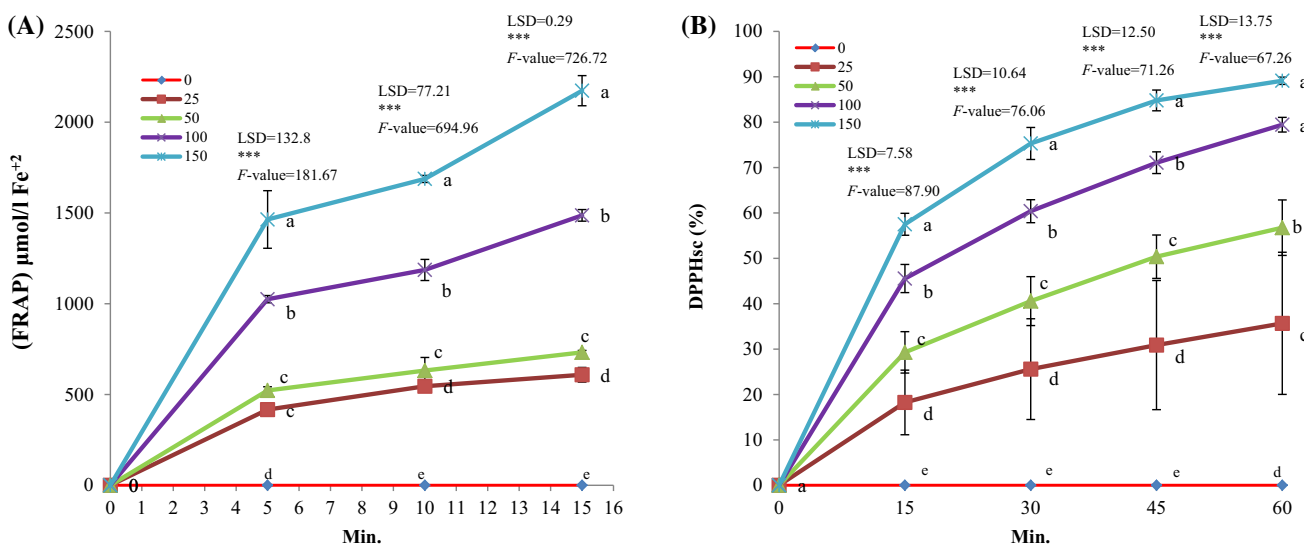 (A)
(FRAP) µmol/l Fe+2
2500
2000
1500
1000
500
0
0
25
50
100
150
LSD=132.8
***
F-value=181.67
LSD=77.21
***
F-value=694.96
LSD=0.29
***
F-value=726.72
a
a
a
b
b
b
c
c
c
c
d
d
d
e
e
0
0 1 2 3 4 5 6 7 8 9 10 11 12 13 14 15 16
Min.
(B)
DPPHsc (%)
100
90
80
70
60
50
40
30
20
10
0
0
25
50
100
150
LSD=7.58
***
F-value=87.90
LSD=10.64
***
F-value=76.06
LSD=12.50
***
F-value=71.26
LSD=13.75
***
F-value=67.26
a
a
a
a
b
b
b
a
c
c
c
b
d
d
d
c
e
e
e
d
a
0 15 30 45 60
Min.